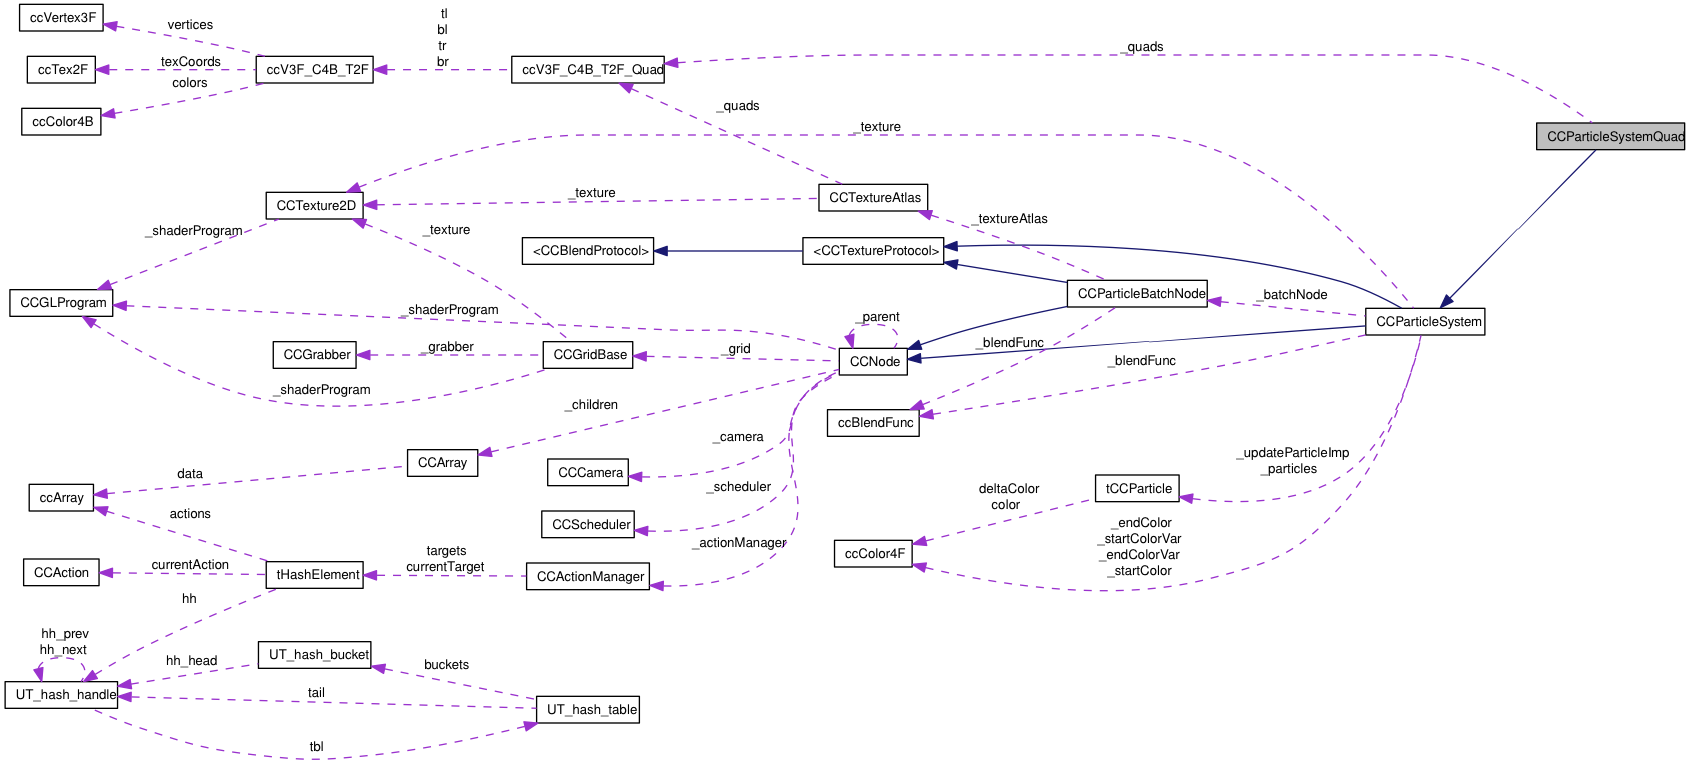 ccVertex3F
vertices
tl
bl
tr
br
_quads
ccTex2F
texCoords
ccV3F_C4B_T2F
ccV3F_C4B_T2F_Quad
colors
ccColor4B
_quads
_texture
CCParticleSystemQuad
CCTexture2D
_texture
CCTextureAtlas
_shaderProgram
_texture
_textureAtlas
<CCBlendProtocol>
<CCTextureProtocol>
CCGLProgram
CCParticleBatchNode
_batchNode
_shaderProgram
_parent
CCParticleSystem
CCGrabber
_grabber
CCGridBase
_grid
CCNode
_blendFunc
_blendFunc
_shaderProgram
_children
ccBlendFunc
_camera
CCArray
CCCamera
_updateParticleImp
_particles
data
_scheduler
ccArray
deltaColor
color
tCCParticle
actions
CCScheduler
_endColor
_startColorVar
_endColorVar
_startColor
_actionManager
ccColor4F
CCAction
currentAction
tHashElement
targets
currentTarget
CCActionManager
hh
hh_prev
hh_next
hh_head
UT_hash_bucket
buckets
UT_hash_handle
tail
UT_hash_table
tbl